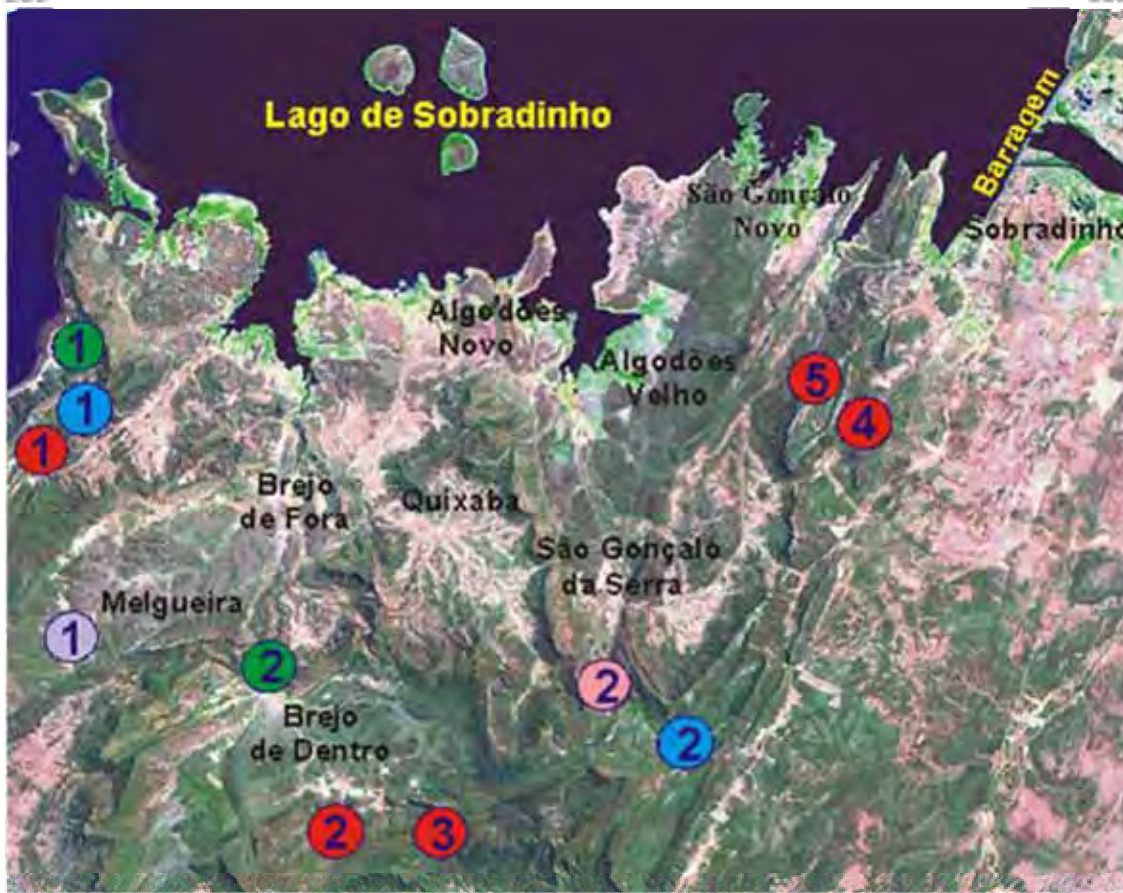 Lago de Sobradinho
Barragem
São Gonçalo
Novo
Sobradinho
Algodões
Novo
Algodões
Velho
1
1
1
5
4
Brejo
de Fora
Quixaba
São Gonçalo
da Serra
Melgueira
1
2
2
Brejo
de Dentro
2
2
3